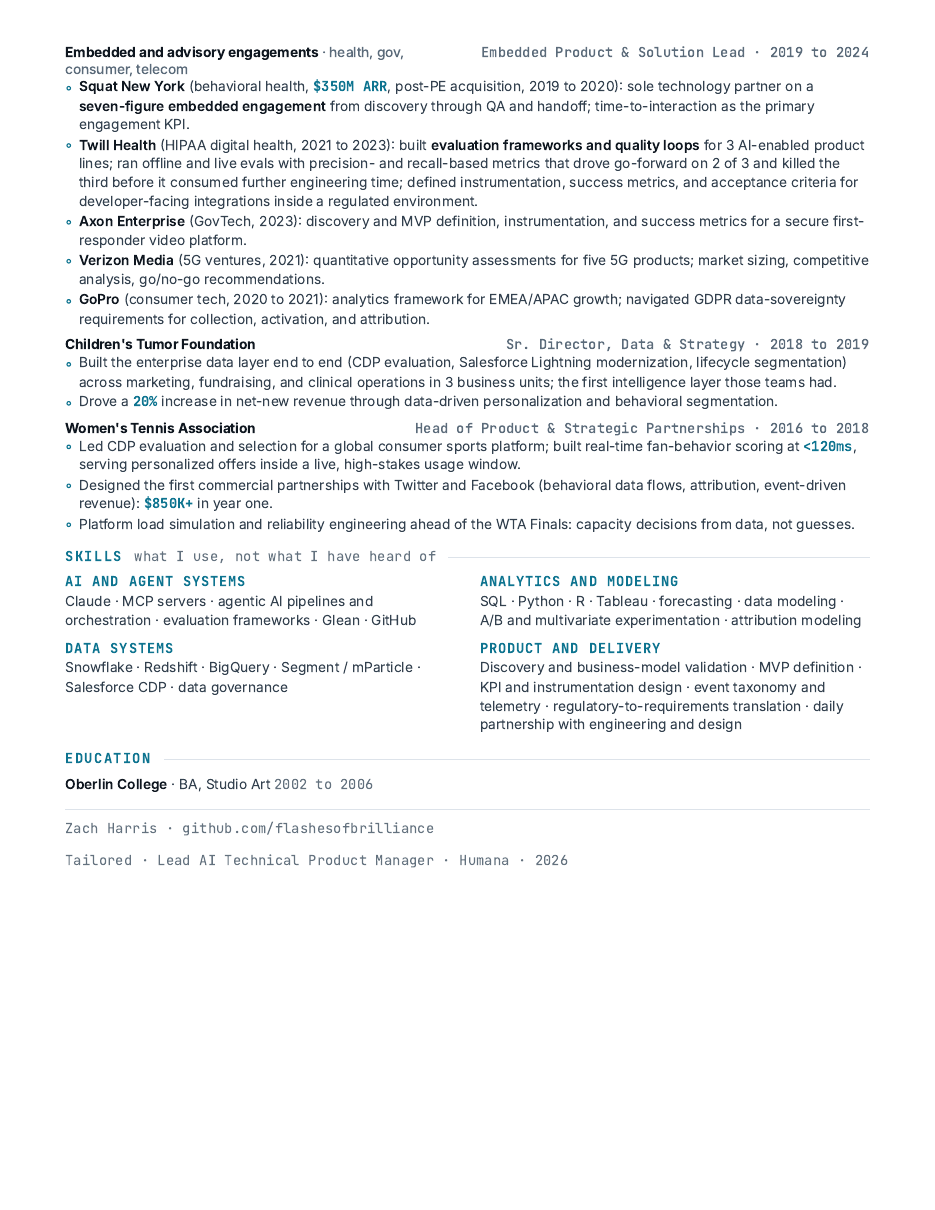 Embedded and advisory engagements · health, gov, consumer, telecom
Embedded Product & Solution Lead · 2019 to 2024
Squat New York (behavioral health, $350M ARR, post-PE acquisition, 2019 to 2020): sole technology partner on a
seven-figure embedded engagement from discovery through QA and handoff; time-to-interaction as the primary
engagement KPI.
Twill Health (HIPAA digital health, 2021 to 2023): built evaluation frameworks and quality loops for 3 AI-enabled product
lines; ran offline and live evals with precision- and recall-based metrics that drove go-forward on 2 of 3 and killed the
third before it consumed further engineering time; defined instrumentation, success metrics, and acceptance criteria for
developer-facing integrations inside a regulated environment.
Axon Enterprise (GovTech, 2023): discovery and MVP definition, instrumentation, and success metrics for a secure first-
responder video platform.
Verizon Media (5G ventures, 2021): quantitative opportunity assessments for five 5G products; market sizing, competitive
analysis, go/no-go recommendations.
GoPro (consumer tech, 2020 to 2021): analytics framework for EMEA/APAC growth; navigated GDPR data-sovereignty
requirements for collection, activation, and attribution.
Children's Tumor Foundation
Sr. Director, Data & Strategy · 2018 to 2019
Built the enterprise data layer end to end (CDP evaluation, Salesforce Lightning modernization, lifecycle segmentation)
across marketing, fundraising, and clinical operations in 3 business units; the first intelligence layer those teams had.
Drove a 20% increase in net-new revenue through data-driven personalization and behavioral segmentation.
Women's Tennis Association
Head of Product & Strategic Partnerships · 2016 to 2018
Led CDP evaluation and selection for a global consumer sports platform; built real-time fan-behavior scoring at <120ms,
serving personalized offers inside a live, high-stakes usage window.
Designed the first commercial partnerships with Twitter and Facebook (behavioral data flows, attribution, event-driven
revenue): $850K+ in year one.
Platform load simulation and reliability engineering ahead of the WTA Finals: capacity decisions from data, not guesses.
SKILLS what I use, not what I have heard of
AI AND AGENT SYSTEMS
Claude · MCP servers · agentic AI pipelines and
orchestration · evaluation frameworks · Glean · GitHub
ANALYTICS AND MODELING
SQL · Python · R · Tableau · forecasting · data modeling ·
A/B and multivariate experimentation · attribution modeling
DATA SYSTEMS
Snowflake · Redshift · BigQuery · Segment / mParticle ·
Salesforce CDP · data governance
PRODUCT AND DELIVERY
Discovery and business-model validation · MVP definition ·
KPI and instrumentation design · event taxonomy and
telemetry · regulatory-to-requirements translation · daily
partnership with engineering and design
EDUCATION
Oberlin College · BA, Studio Art 2002 to 2006
Zach Harris · github.com/flashesofbrilliance
Tailored · Lead AI Technical Product Manager · Humana · 2026